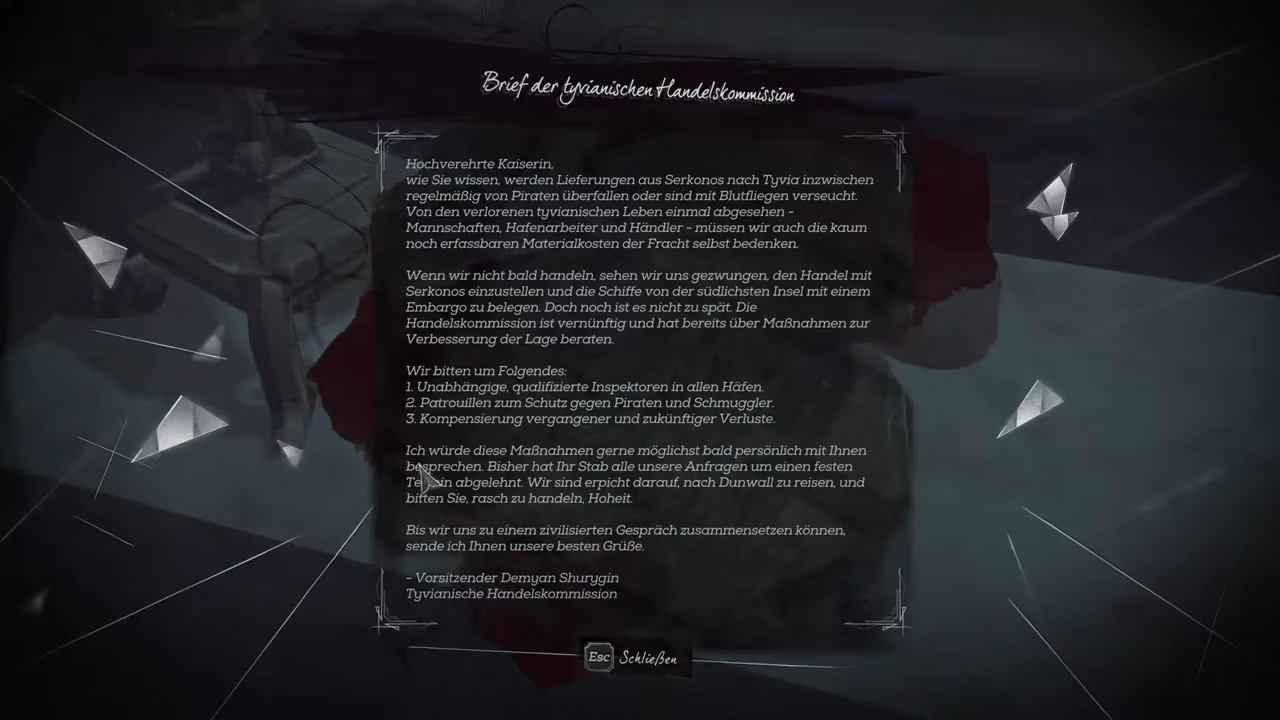 Brief der tyvianischen Handelskommission
Hochverehrte Kaiserin,
wie Sie wissen, werden Lieferungen aus Serkonos nach Tyvia inzwischen
regelmäßig von Piraten überfallen oder sind mit Blutfliegen verseucht.
Von den verlorenen tyvianischen Leben einmal abgesehen -
Mannschaften, Hafenarbeiter und Händler - müssen wir auch die kaum
noch erfassbaren Materialkosten der Fracht selbst bedenken.
Wenn wir nicht bald handeln, sehen wir uns gezwungen, den Handel mit
Serkonos einzustellen und die Schiffe von der südlichsten Insel mit einem
Embargo zu belegen. Doch noch ist es nicht zu spät. Die
Handelskommission ist vernünftig und hat bereits über Maßnahmen zur
Verbesserung der Lage beraten.
Wir bitten um Folgendes:
1. Unabhängige, qualifizierte Inspektoren in allen Häfen.
2. Patrouillen zum Schutz gegen Piraten und Schmuggler.
3. Kompensierung vergangener und zukünftiger Verluste.
Ich würde diese Maßnahmen gerne möglichst bald persönlich mit Ihnen
besprechen. Bisher hat Ihr Stab alle unsere Anfragen um einen festen
Termin abgelehnt. Wir sind erpicht darauf, nach Dunwall zu reisen, und
bitten Sie, rasch zu handeln, Hoheit.
Bis wir uns zu einem zivilisierten Gespräch zusammensetzen können,
sende ich Ihnen unsere besten Grüße.
- Vorsitzender Demyan Shurygin
Tyvianische Handelskommission
Esc Schließen